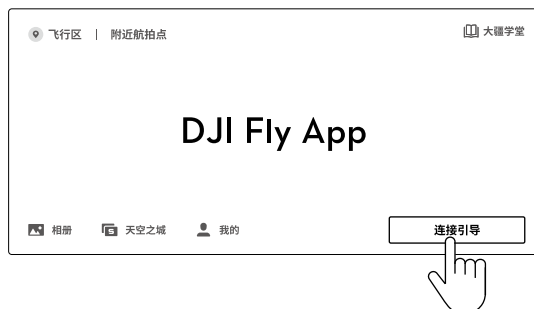 飞行区 | 附近航拍点
大疆学堂
DJI Fly App
相册 天空之城 我的
连接引导